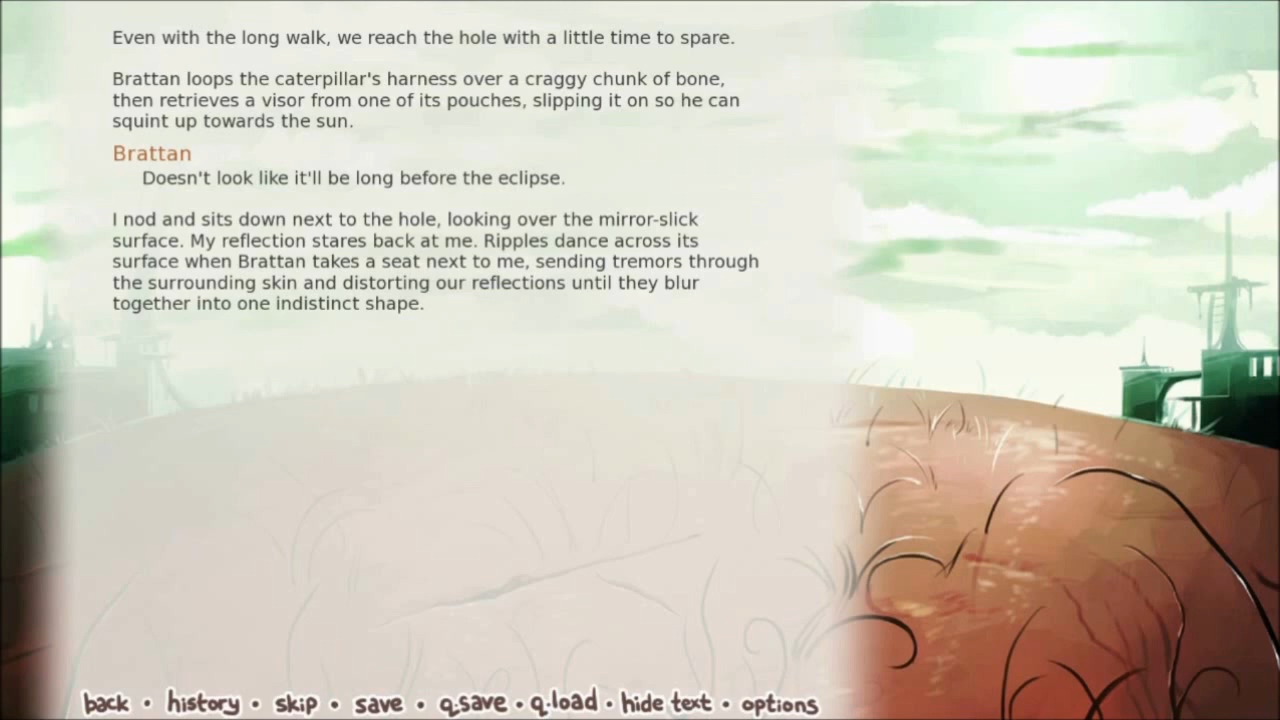 Even with the long walk, we reach the hole with a little time to spare.
Brattan loops the caterpillar's harness over a craggy chunk of bone,
then retrieves a visor from one of its pouches, slipping it on so he can
squint up towards the sun.
Brattan
Doesn't look like it'll be long before the eclipse.
I nod and sits down next to the hole, looking over the mirror-slick
surface. My reflection stares back at me. Ripples dance across its
surface when Brattan takes a seat next to me, sending tremors through
the surrounding skin and distorting our reflections until they blur
together into one indistinct shape.
back • history • skip • save • q.save • q.load • hide text • options